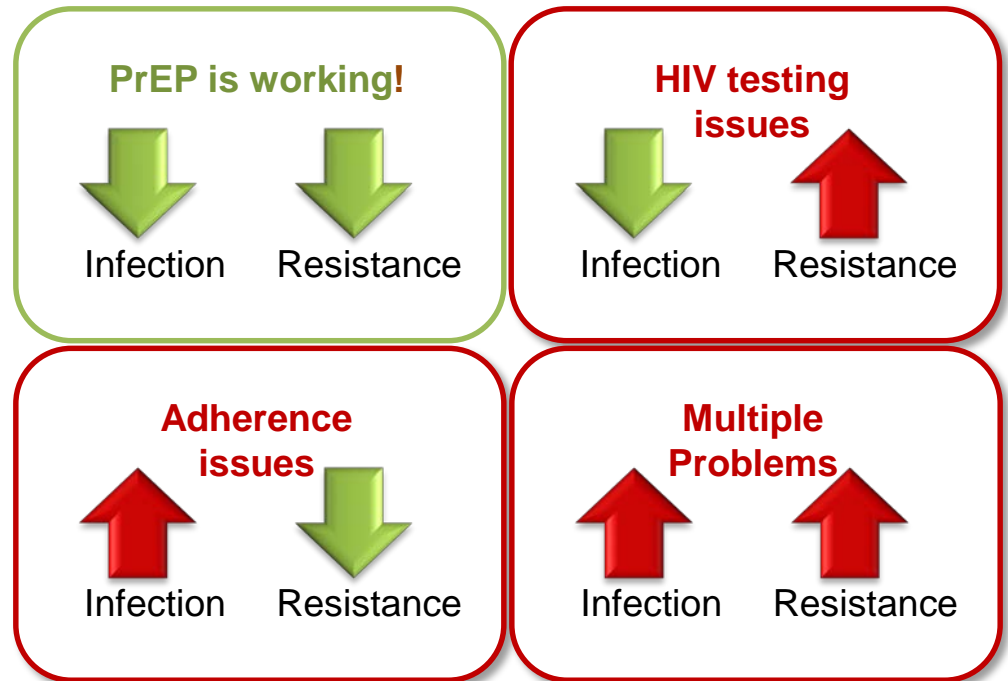 PrEP is working!
Infection Resistance
HIV testing
issues
Infection Resistance
Adherence
issues
Infection Resistance
Multiple
Problems
Infection Resistance